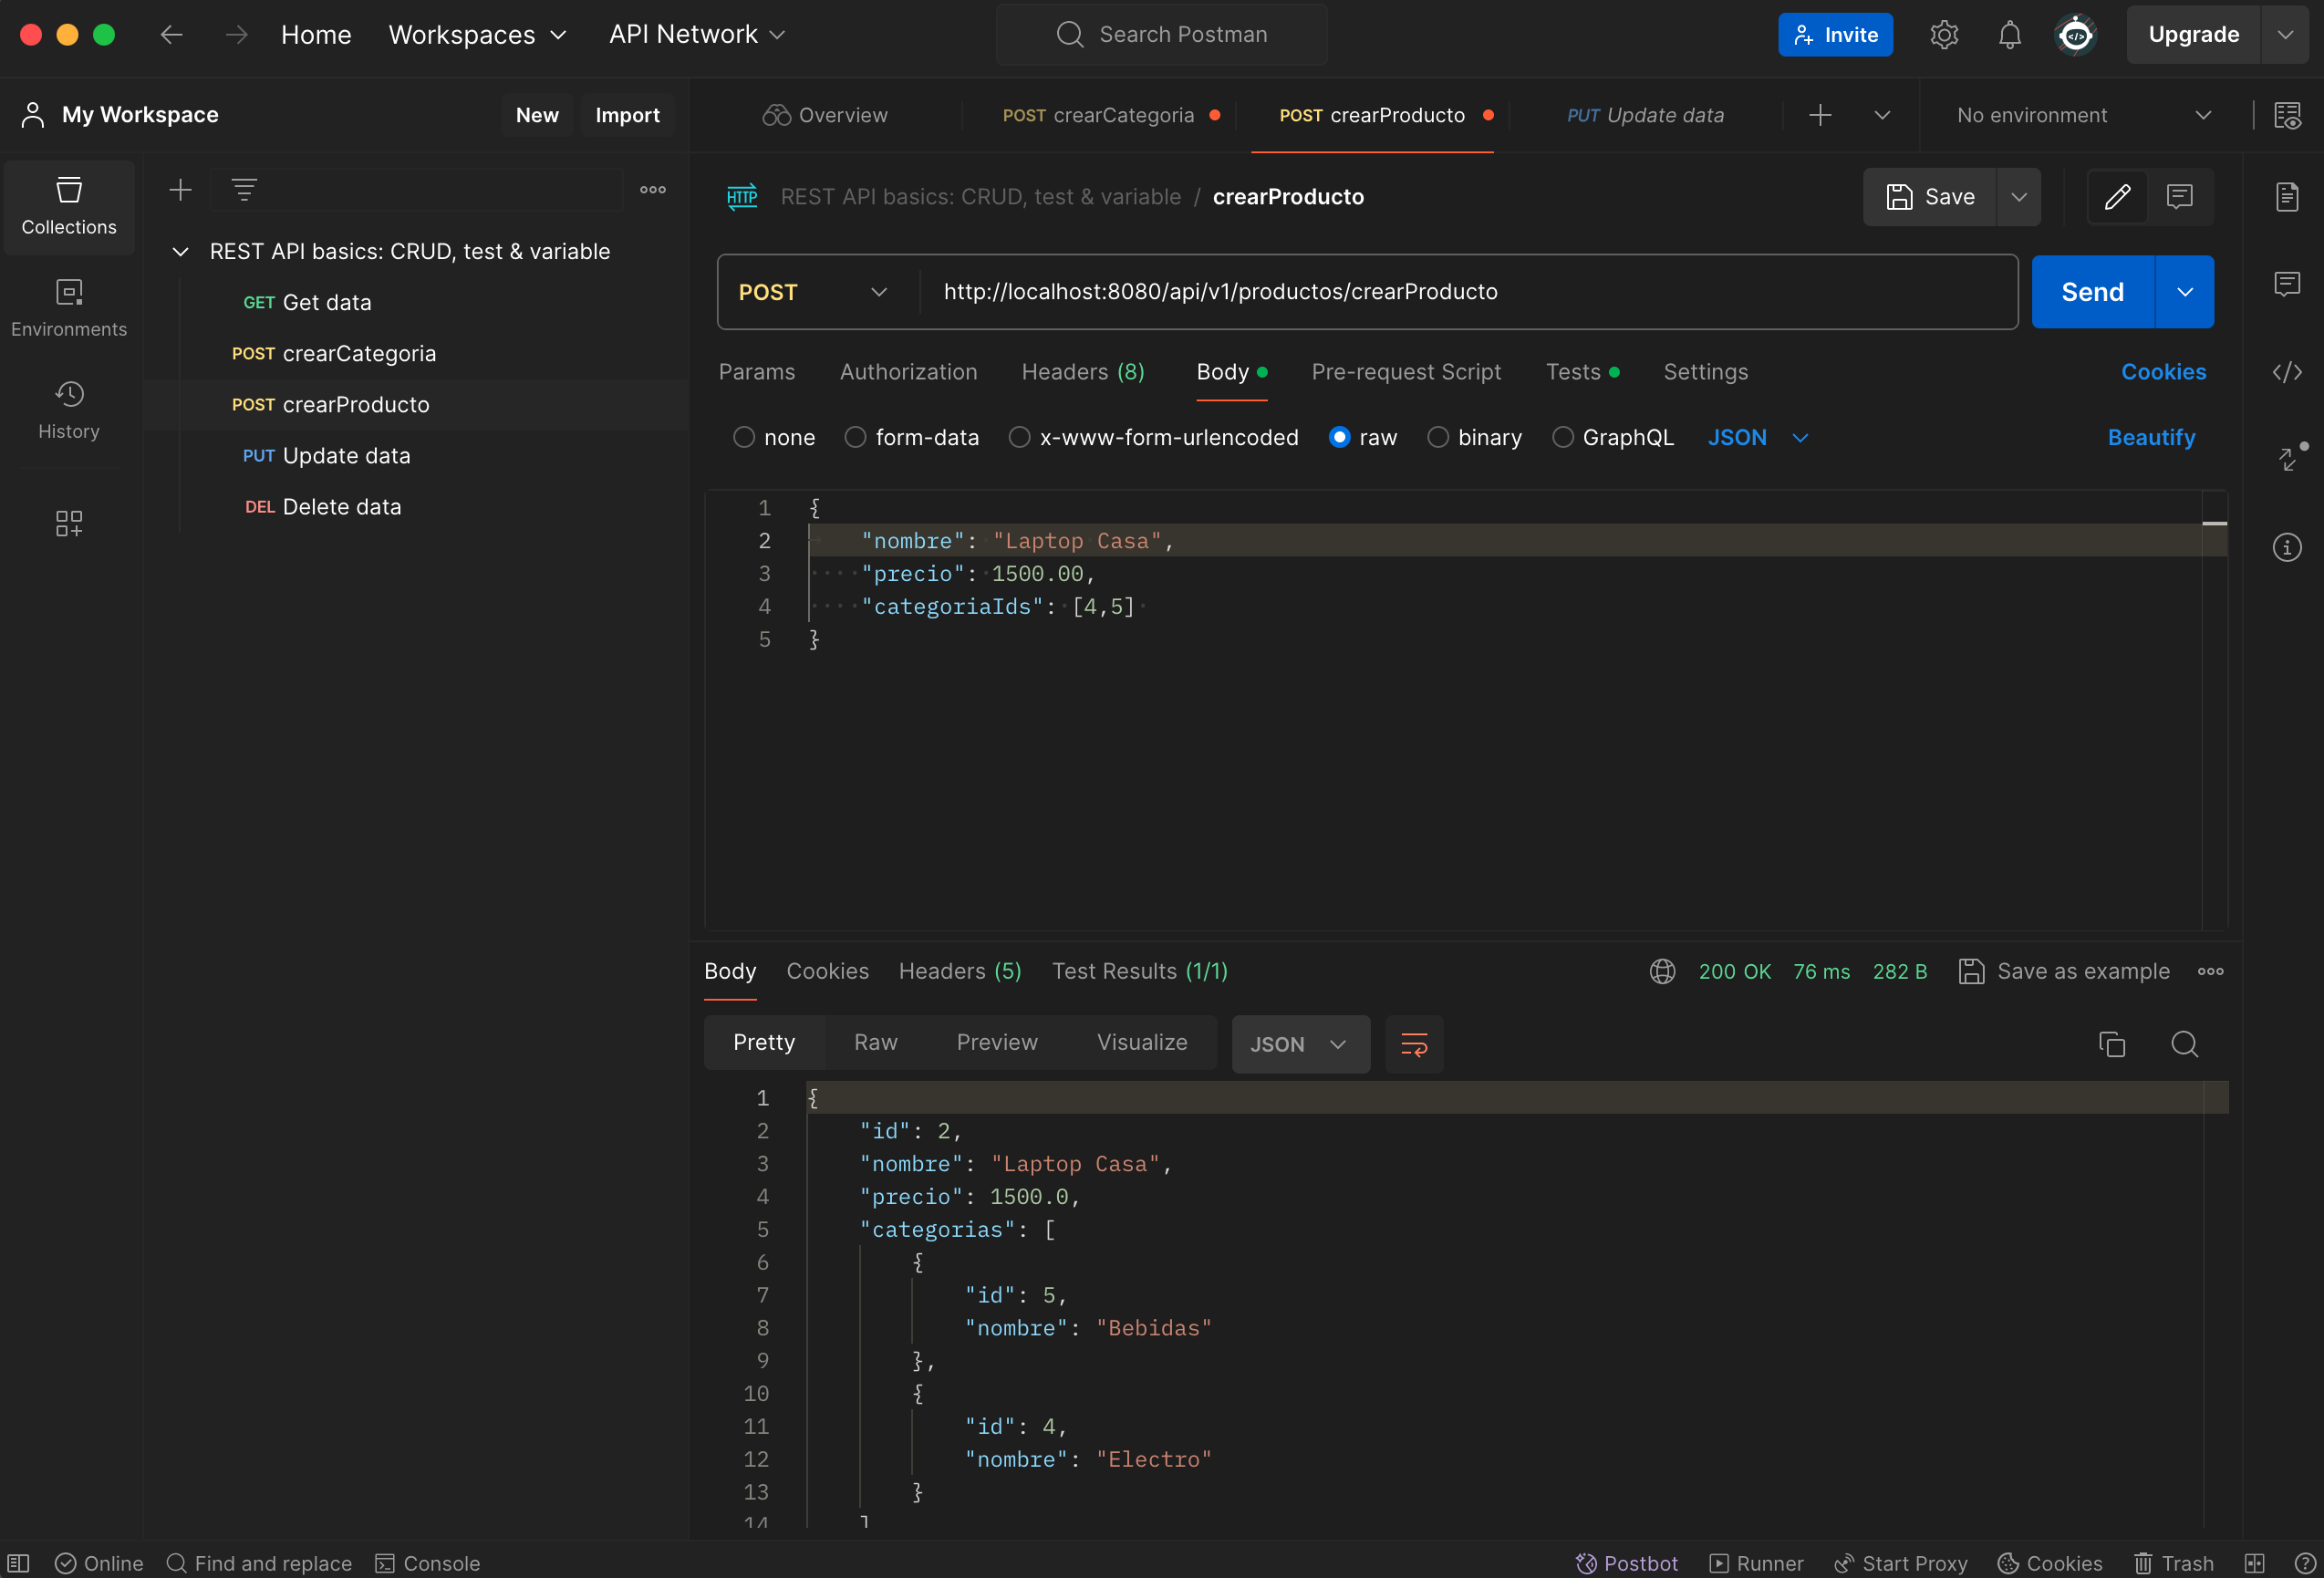 Home Workspaces API Network Search Postman Invite Upgrade
My Workspace New Import Overview POST crearCategoria POST crearProducto PUT Update data No environment
Collections
Environments
History
REST API basics: CRUD, test & variable
GET Get data
POST crearCategoria
POST crearProducto
PUT Update data
DEL Delete data
HTTP REST API basics: CRUD, test & variable / crearProducto Save
POST http://localhost:8080/api/v1/productos/crearProducto Send
Params Authorization Headers (8) Body Pre-request Script Tests Settings Cookies
none form-data x-www-form-urlencoded raw binary GraphQL JSON Beautify
1 {
2 "nombre": "Laptop Casa",
3 "precio": 1500.00,
4 "categoriaIds": [4,5]
5 }
Body Cookies Headers (5) Test Results (1/1) 200 OK 76 ms 282 B Save as example
Pretty Raw Preview Visualize JSON
1 {
2 "id": 2,
3 "nombre": "Laptop Casa",
4 "precio": 1500.0,
5 "categorias": [
6 {
7 "id": 5,
8 "nombre": "Bebidas"
9 },
10 {
11 "id": 4,
12 "nombre": "Electro"
13 }
14 ]
Online Find and replace Console Postbot Runner Start Proxy Cookies Trash